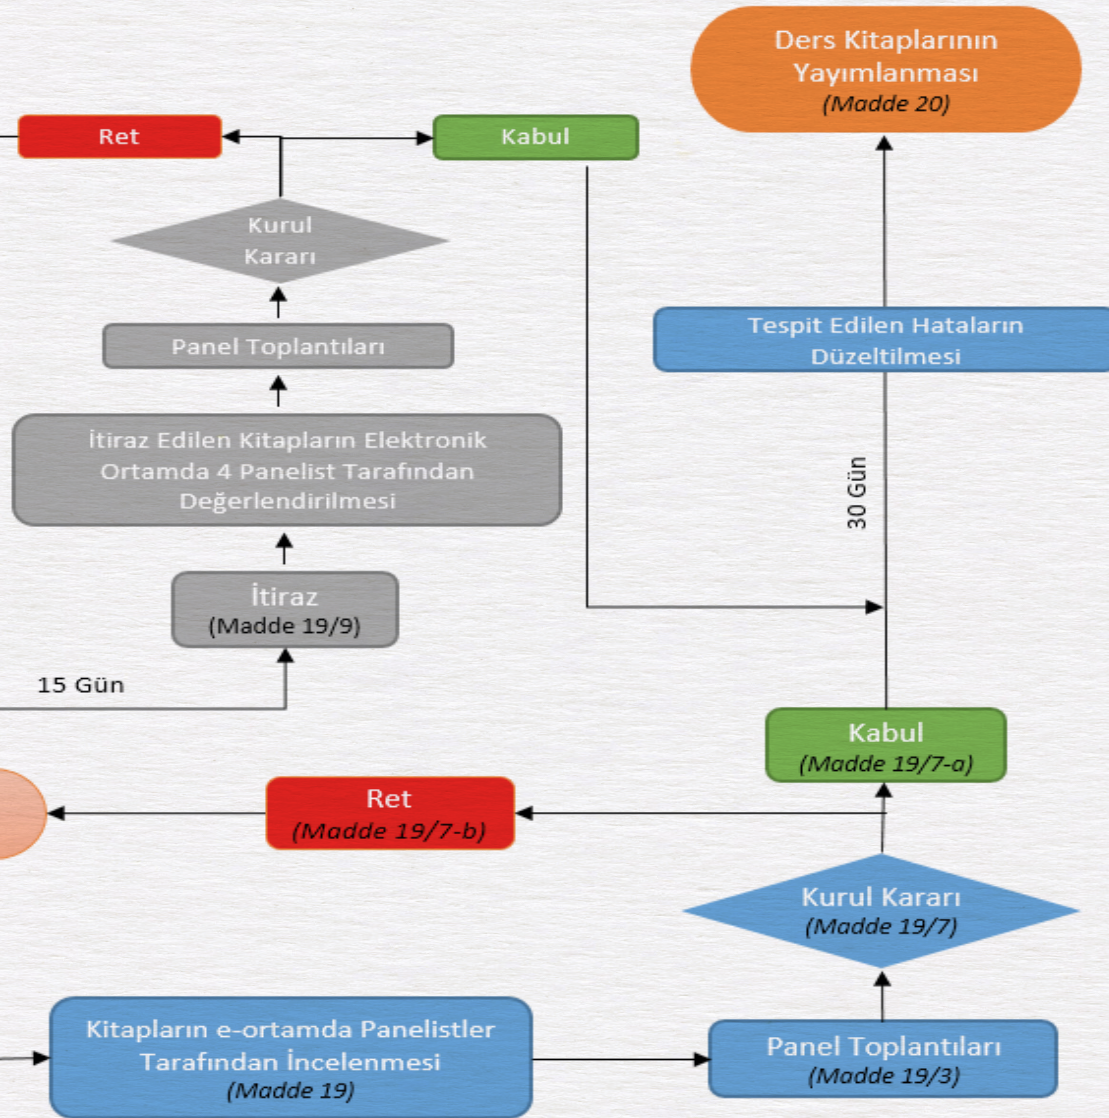 Ders Kitaplarının
Yayımlanması
(Madde 20)
Ret
Kabul
Kurul
Kararı
Panel Toplantıları
Tespit Edilen Hataların
Düzeltilmesi
İtiraz Edilen Kitapların Elektronik
Ortamda 4 Panelist Tarafından
Değerlendirilmesi
30 Gün
İtiraz
(Madde 19/9)
15 Gün
Kabul
(Madde 19/7-a)
Ret
(Madde 19/7-b)
Kurul Kararı
(Madde 19/7)
Kitapların e-ortamda Panelistler
Tarafından İncelenmesi
(Madde 19)
Panel Toplantıları
(Madde 19/3)